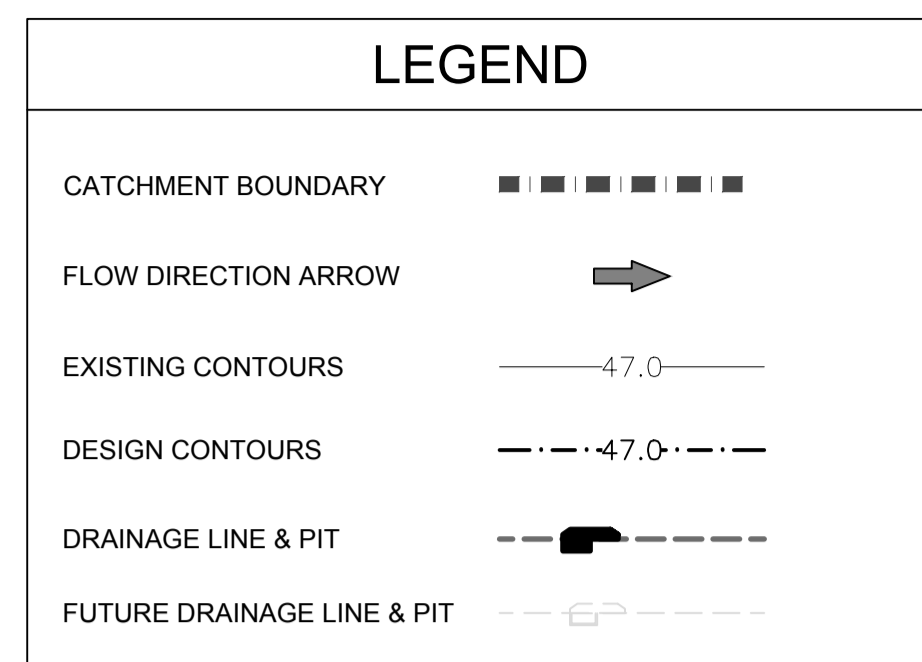 LEGEND
CATCHMENT BOUNDARY
FLOW DIRECTION ARROW
EXISTING CONTOURS 47.0
DESIGN CONTOURS 47.0
DRAINAGE LINE & PIT
FUTURE DRAINAGE LINE & PIT